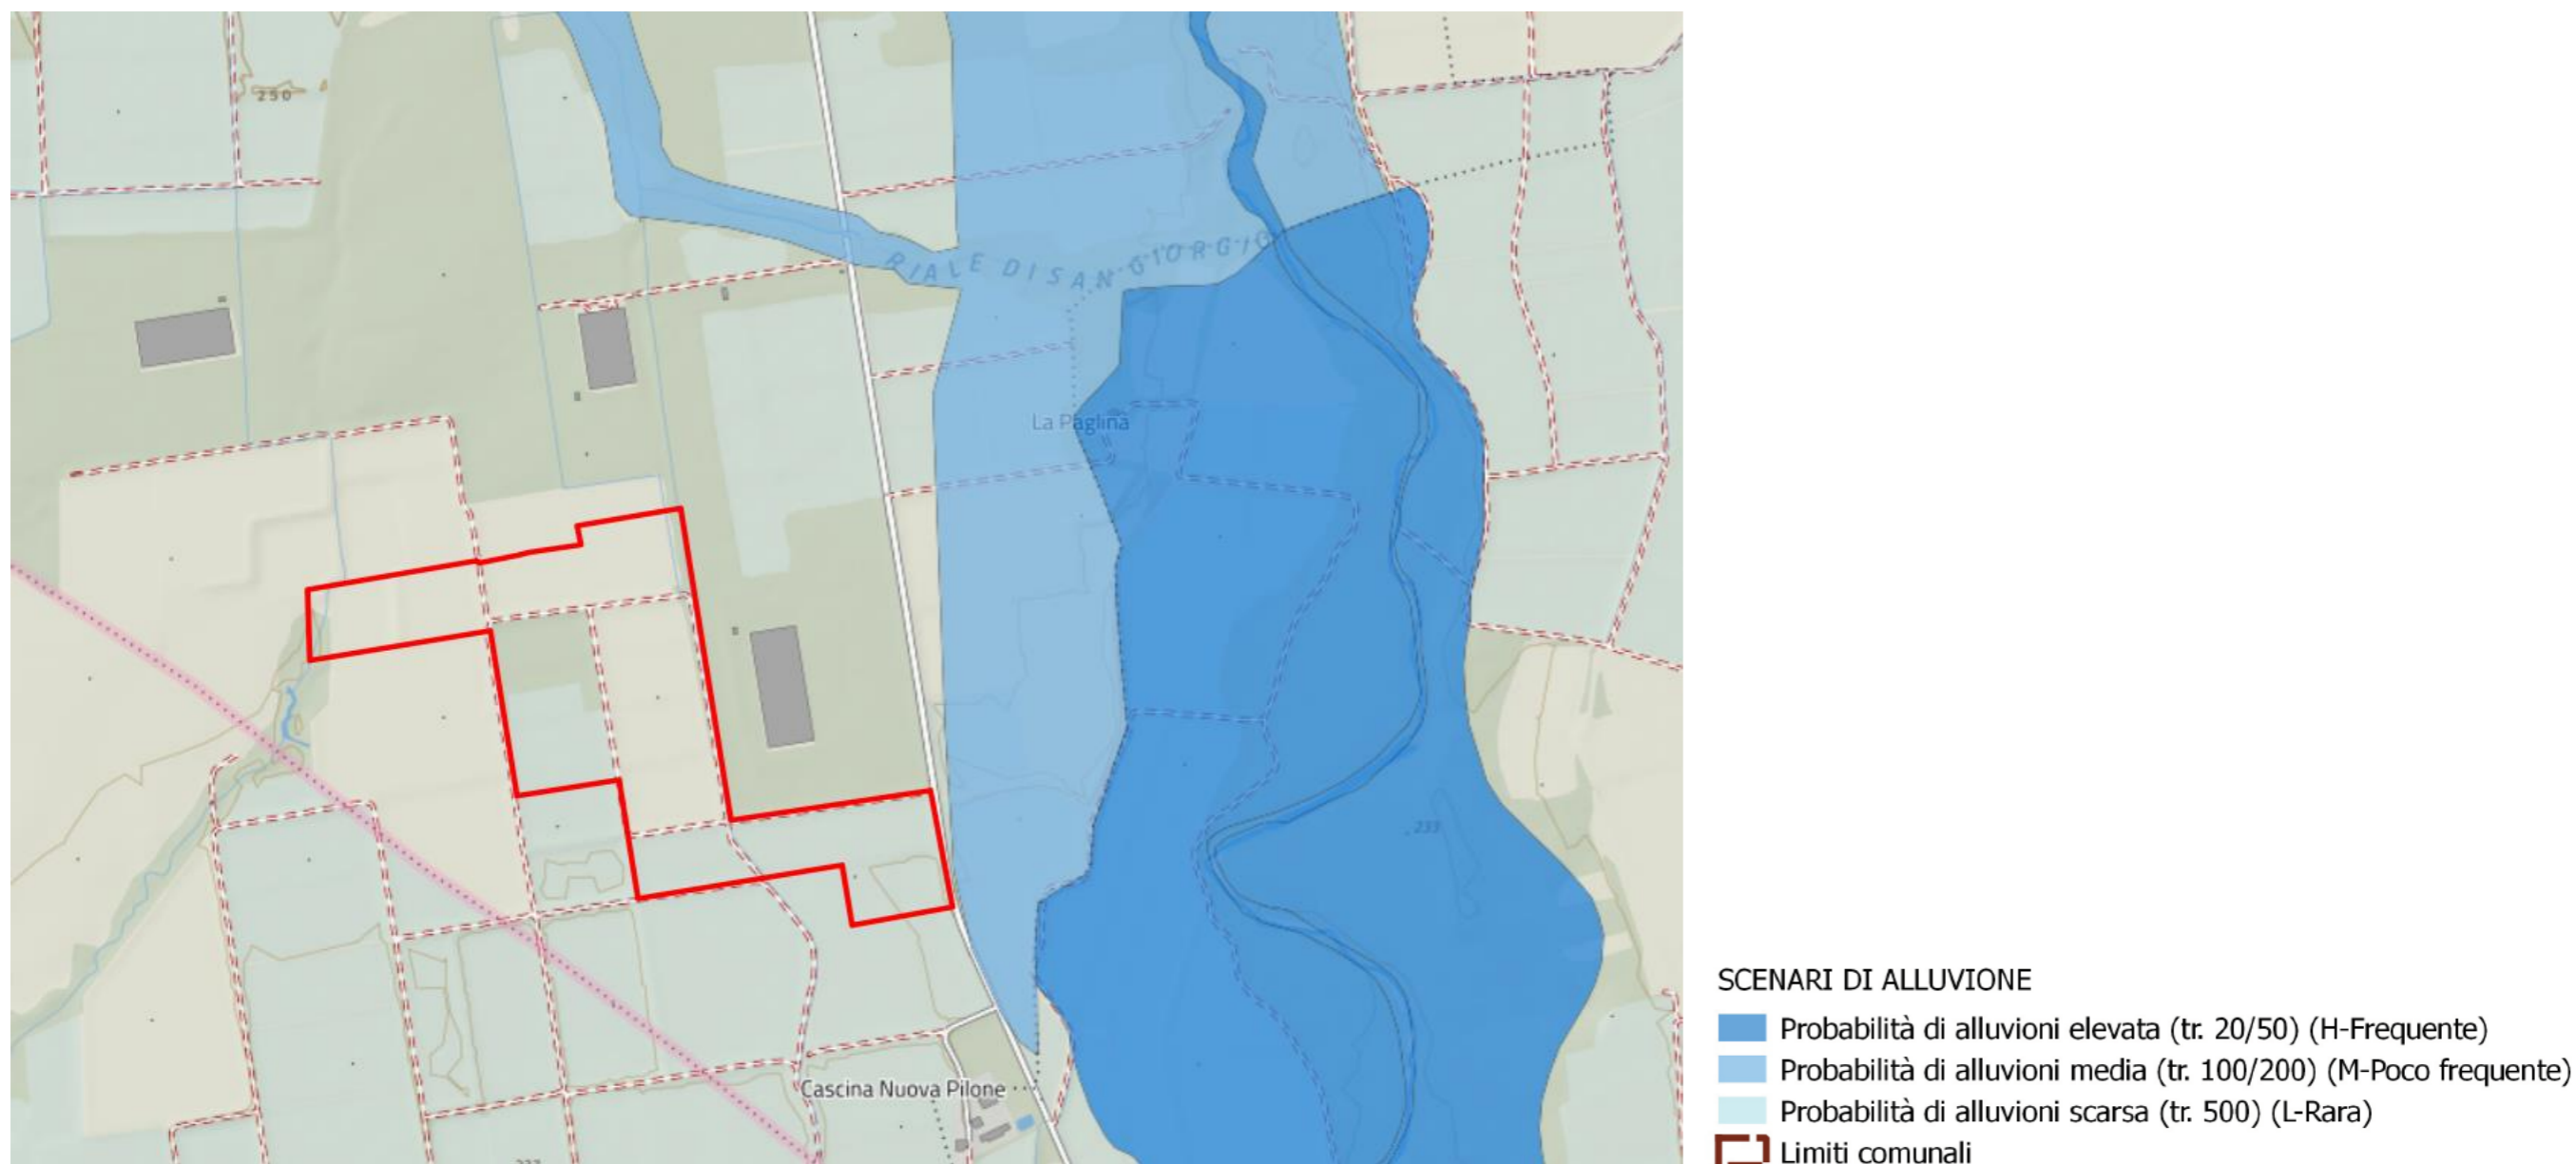 250
RIALE DI SAN GIORGIO
La Paglina
233
Cascina Nuova Pilone
SCENARI DI ALLUVIONE
Probabilità di alluvioni elevata (tr. 20/50) (H-Frequente)
Probabilità di alluvioni media (tr. 100/200) (M-Poco frequente)
Probabilità di alluvioni scarsa (tr. 500) (L-Rara)
Limiti comunali